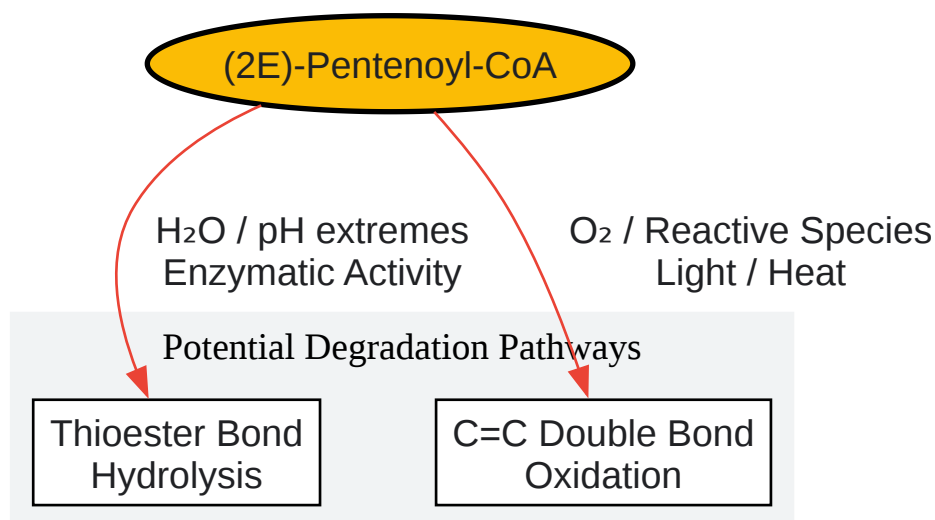 (2E)-Pentenoyl-CoA
H₂O / pH extremes
Enzymatic Activity
O₂ / Reactive Species
Light / Heat
Potential Degradation Pathways
Thioester Bond
Hydrolysis
C=C Double Bond
Oxidation